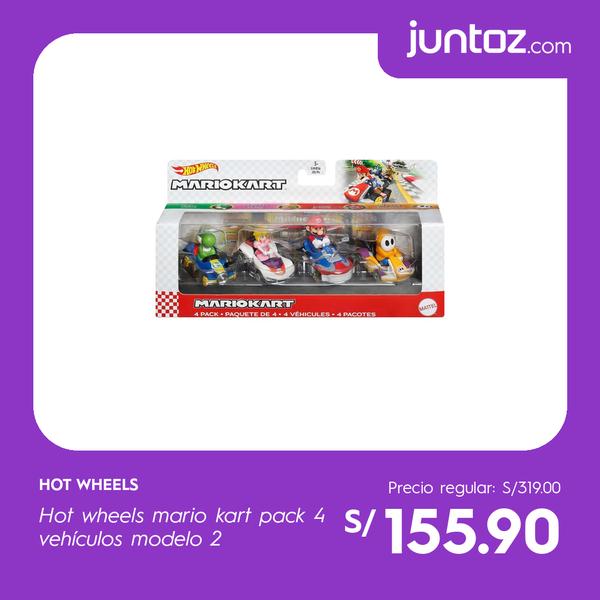 juntoz.com
HOT WHEELS
MARIOKART
MARIOKART
4 PACK • PAQUETE DE 4 • 4 VÉHICULES • 4 PACOTES
MATTEL
HOT WHEELS
Precio regular: S/319.00
Hot wheels mario kart pack 4
vehículos modelo 2
S/155.90